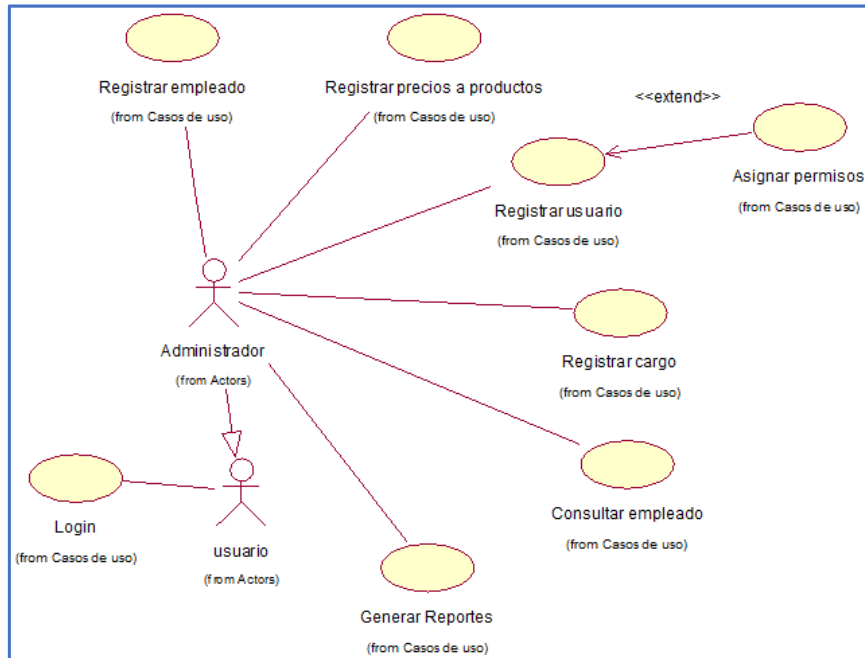 Registrar empleado
(from Casos de uso)
Registrar precios a productos
(from Casos de uso)
<<extend>>
Asignar permisos
(from Casos de uso)
Registrar usuario
(from Casos de uso)
Administrador
(from Actors)
Registrar cargo
(from Casos de uso)
Consultar empleado
(from Casos de uso)
Login
(from Casos de uso)
usuario
(from Actors)
Generar Reportes
(from Casos de uso)